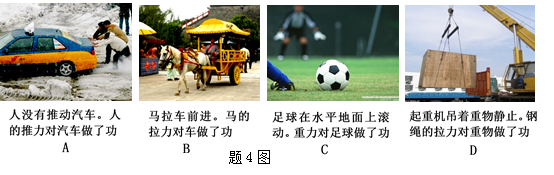 人没有推动汽车。人
的推力对汽车做了功
A
马拉车前进。马的
拉力对车做了功
B
足球在水平地面上滚
动。重力对足球做了功
C
起重机吊着重物静止。钢
绳的拉力对重物做了功
D
题4图